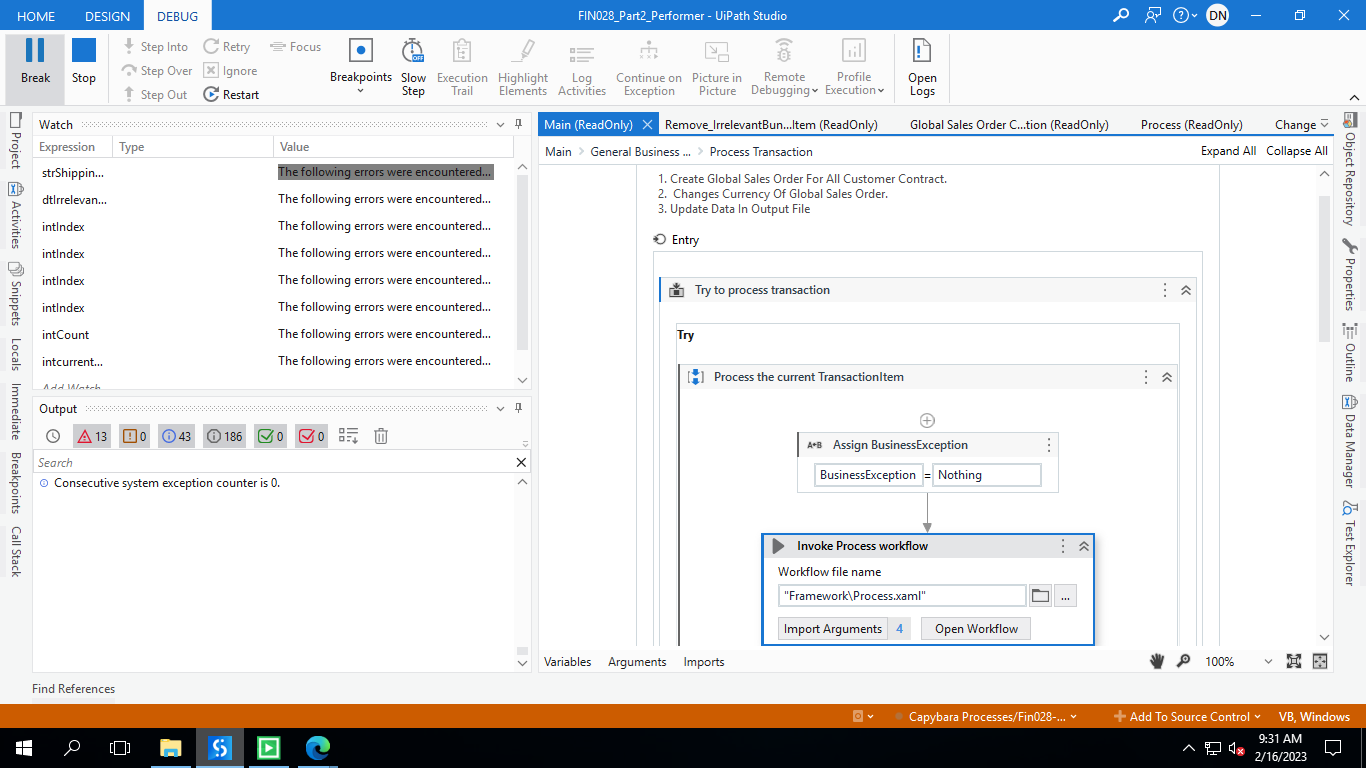 HOME DESIGN DEBUG
FIN028_Part2_Performer - UiPath Studio
DN
Break
Stop
Step Into
Step Over
Step Out
Retry
Ignore
Restart
Focus
Breakpoints
Slow Step
Execution Trail
Highlight Elements
Log Activities
Continue on Exception
Picture in Picture
Remote Debugging
Profile Execution
Open Logs
Project
Activities
Snippets
Locals
Immediate
Breakpoints
Call Stack
Watch
Expression Type Value
strShippin... The following errors were encountered...
dtIrrelevan... The following errors were encountered...
intIndex The following errors were encountered...
intIndex The following errors were encountered...
intIndex The following errors were encountered...
intIndex The following errors were encountered...
intCount The following errors were encountered...
intcurrent... The following errors were encountered...
Add Watch
Output
13 0 43 186 0 0
Search
Consecutive system exception counter is 0.
Find References
Main (ReadOnly) Remove_IrrelevantBun...Item (ReadOnly) Global Sales Order C...tion (ReadOnly) Process (ReadOnly) Change
Main > General Business ... > Process Transaction
Expand All Collapse All
1. Create Global Sales Order For All Customer Contract.
2. Changes Currency Of Global Sales Order.
3. Update Data In Output File
Entry
Try to process transaction
Try
Process the current TransactionItem
A+B Assign BusinessException
BusinessException = Nothing
Invoke Process workflow
Workflow file name
"Framework\Process.xaml" ...
Import Arguments 4 Open Workflow
Variables Arguments Imports
100%
Object Repository
Properties
Outline
Data Manager
Test Explorer
Capybara Processes/Fin028-...
Add To Source Control
VB, Windows
9:31 AM
2/16/2023